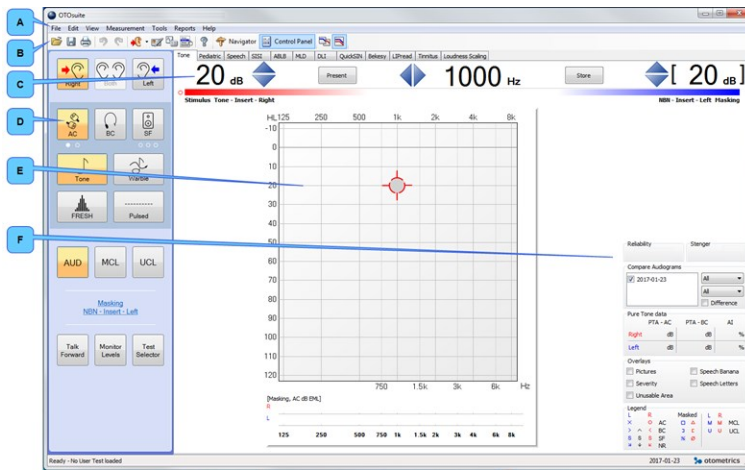 A
OTOsuite
File Edit View Measurement Tools Reports Help
B
Navigator Control Panel
Tone Pediatric Speech SISI ABLB MLD DLI QuickSIN Bekesy LIPread Tinnitus Loudness Scaling
C
Right Both Left
20 dB Present 1000 Hz Store [ 20 dB ]
Stimulus Tone - Insert - Right
NBN - Insert - Left Masking
D
AC BC SF
E
Tone Warble
FRESH Pulsed
F
AUD MCL UCL
Masking
NBN - Insert - Left
Talk Forward
Monitor Levels
Test Selector
HL 125 250 500 1k 2k 4k 8k
-10
0
10
20
30
40
50
60
70
80
90
100
110
120
750 1.5k 3k 6k Hz
[Masking, AC dB EML]
R
L
125 250 500 750 1k 1.5k 2k 3k 4k 6k 8k
Reliability Stenger
Compare Audiograms
2017-01-23 All
All
Difference
Pure Tone data
PTA - AC PTA - BC AI
Right dB dB %
Left dB dB %
Overlays
Pictures Speech Banana
Severity Speech Letters
Unusable Area
Legend
L R Masked L R
AC M M MCL
BC U U UCL
S S SF
NR
Ready - No User Test loaded
2017-01-23 otometrics